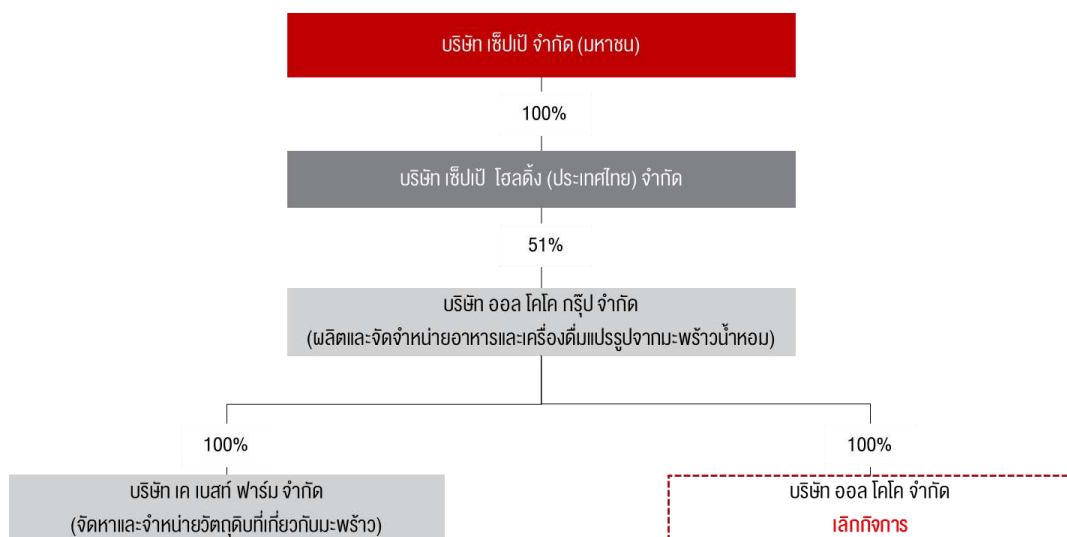 บริษัท เซ็ปเป้ จำกัด (มหาชน)
100%
บริษัท เซ็ปเป้ โฮลดิ้ง (ประเทศไทย) จำกัด
51%
บริษัท ออล โคโค กรุ๊ป จำกัด
(ผลิตและจัดจำหน่ายอาหารและเครื่องดื่มแปรรูปจากมะพร้าวน้ำหอม)
100%
100%
บริษัท เค เบสท์ ฟาร์ม จำกัด
(จัดหาและจำหน่ายวัตถุดิบที่เกี่ยวกับมะพร้าว)
บริษัท ออล โคโค จำกัด
เลิกกิจการ